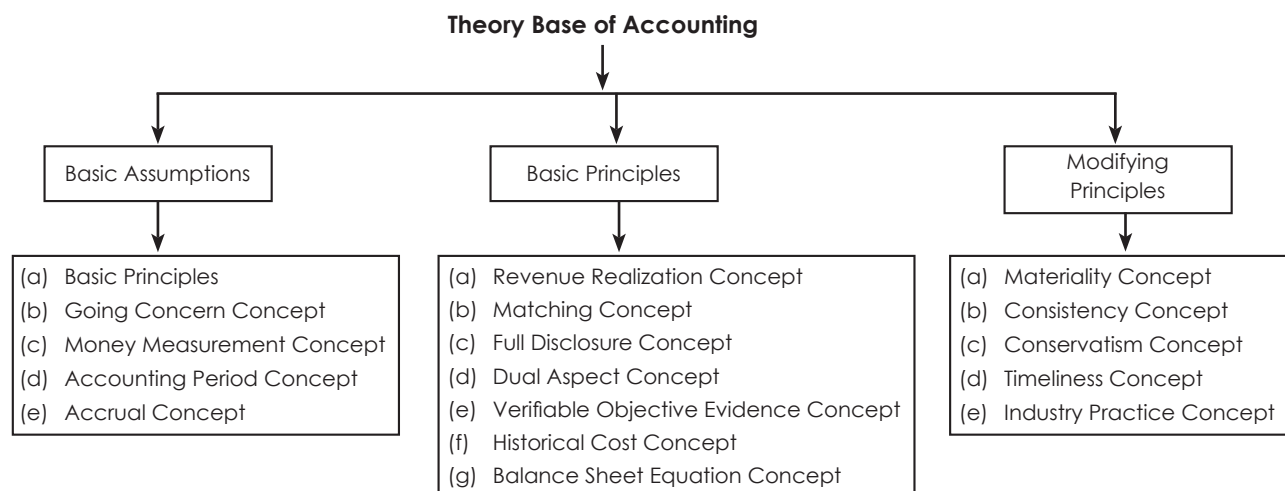 Theory Base of Accounting
Basic Assumptions
Basic Principles
Modifying
Principles
(a) Basic Principles
(b) Going Concern Concept
(c) Money Measurement Concept
(d) Accounting Period Concept
(e) Accrual Concept
(a) Revenue Realization Concept
(b) Matching Concept
(c) Full Disclosure Concept
(d) Dual Aspect Concept
(e) Verifiable Objective Evidence Concept
(f) Historical Cost Concept
(g) Balance Sheet Equation Concept
(a) Materiality Concept
(b) Consistency Concept
(c) Conservatism Concept
(d) Timeliness Concept
(e) Industry Practice Concept